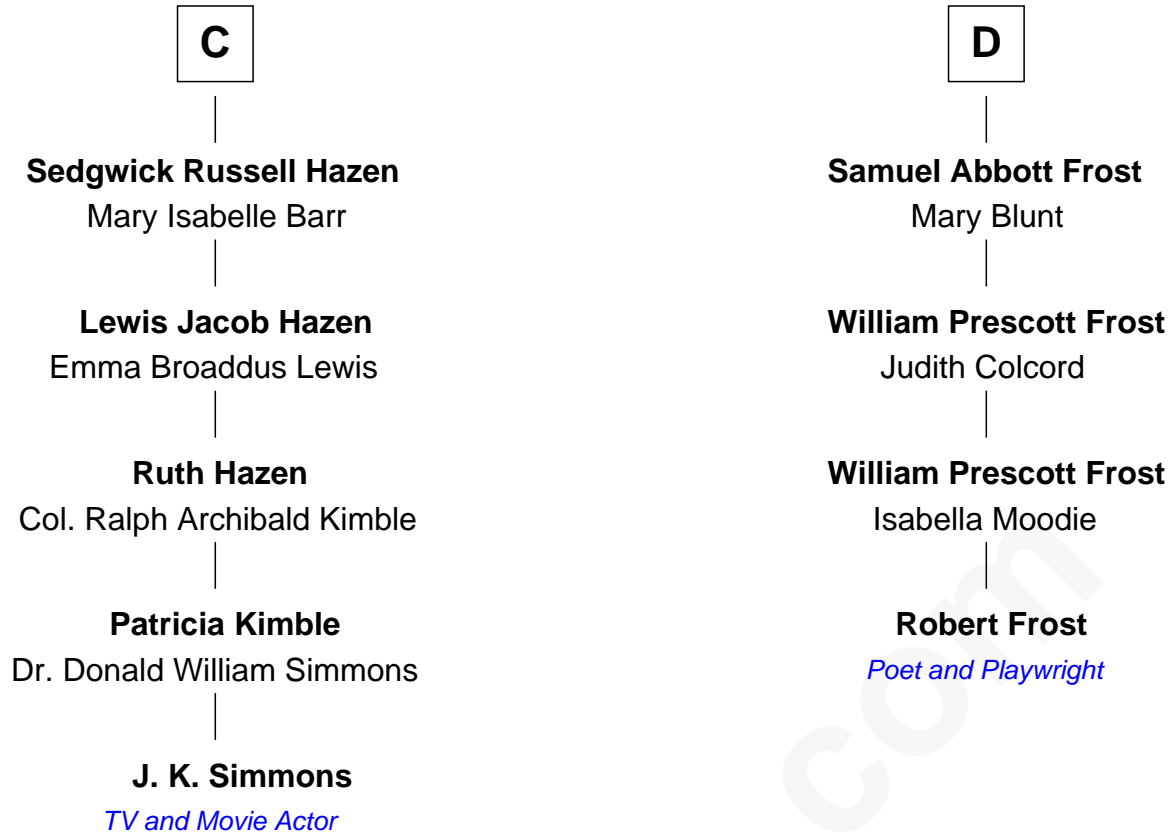 C
Sedgwick Russell Hazen
Mary Isabelle Barr
Lewis Jacob Hazen
Emma Broaddus Lewis
Ruth Hazen
Col. Ralph Archibald Kimble
Patricia Kimble
Dr. Donald William Simmons
J. K. Simmons
TV and Movie Actor
D
Samuel Abbott Frost
Mary Blunt
William Prescott Frost
Judith Colcord
William Prescott Frost
Isabella Moodie
Robert Frost
Poet and Playwright
com